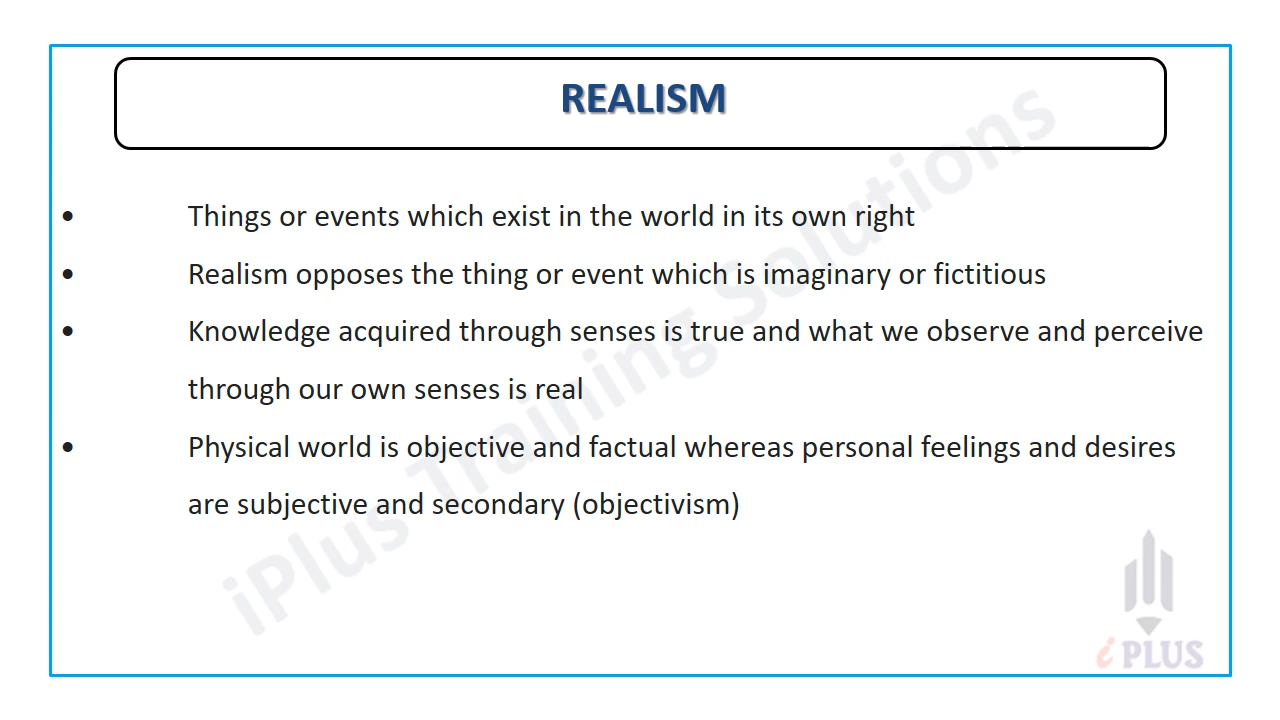 REALISM
• Things or events which exist in the world in its own right
• Realism opposes the thing or event which is imaginary or fictitious
• Knowledge acquired through senses is true and what we observe and perceive
through our own senses is real
• Physical world is objective and factual whereas personal feelings and desires
are subjective and secondary (objectivism)
iPlus Training Solutions
i PLUS